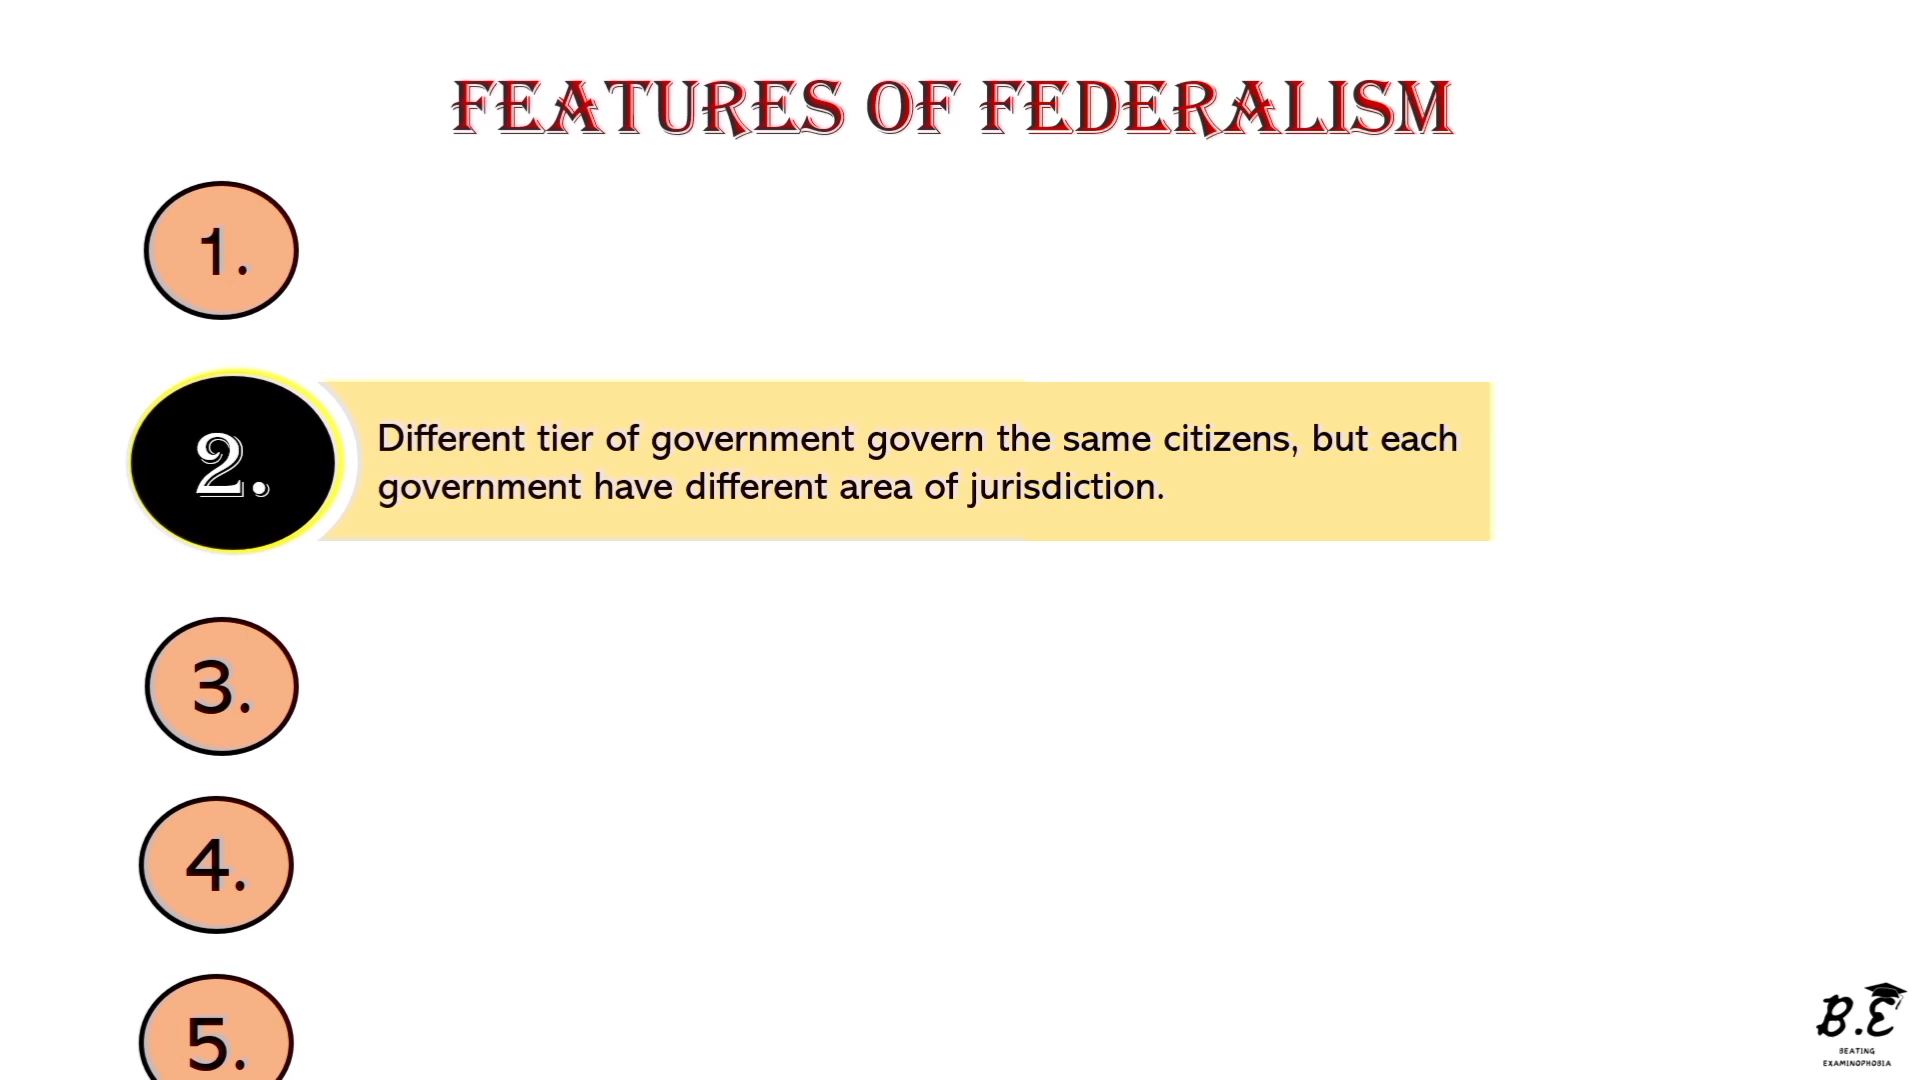 FEATURES OF FEDERALISM
1.
2.
Different tier of government govern the same citizens, but each
government have different area of jurisdiction.
3.
4.
5.
B.E
BEATING
EXAMINOPHOBIA